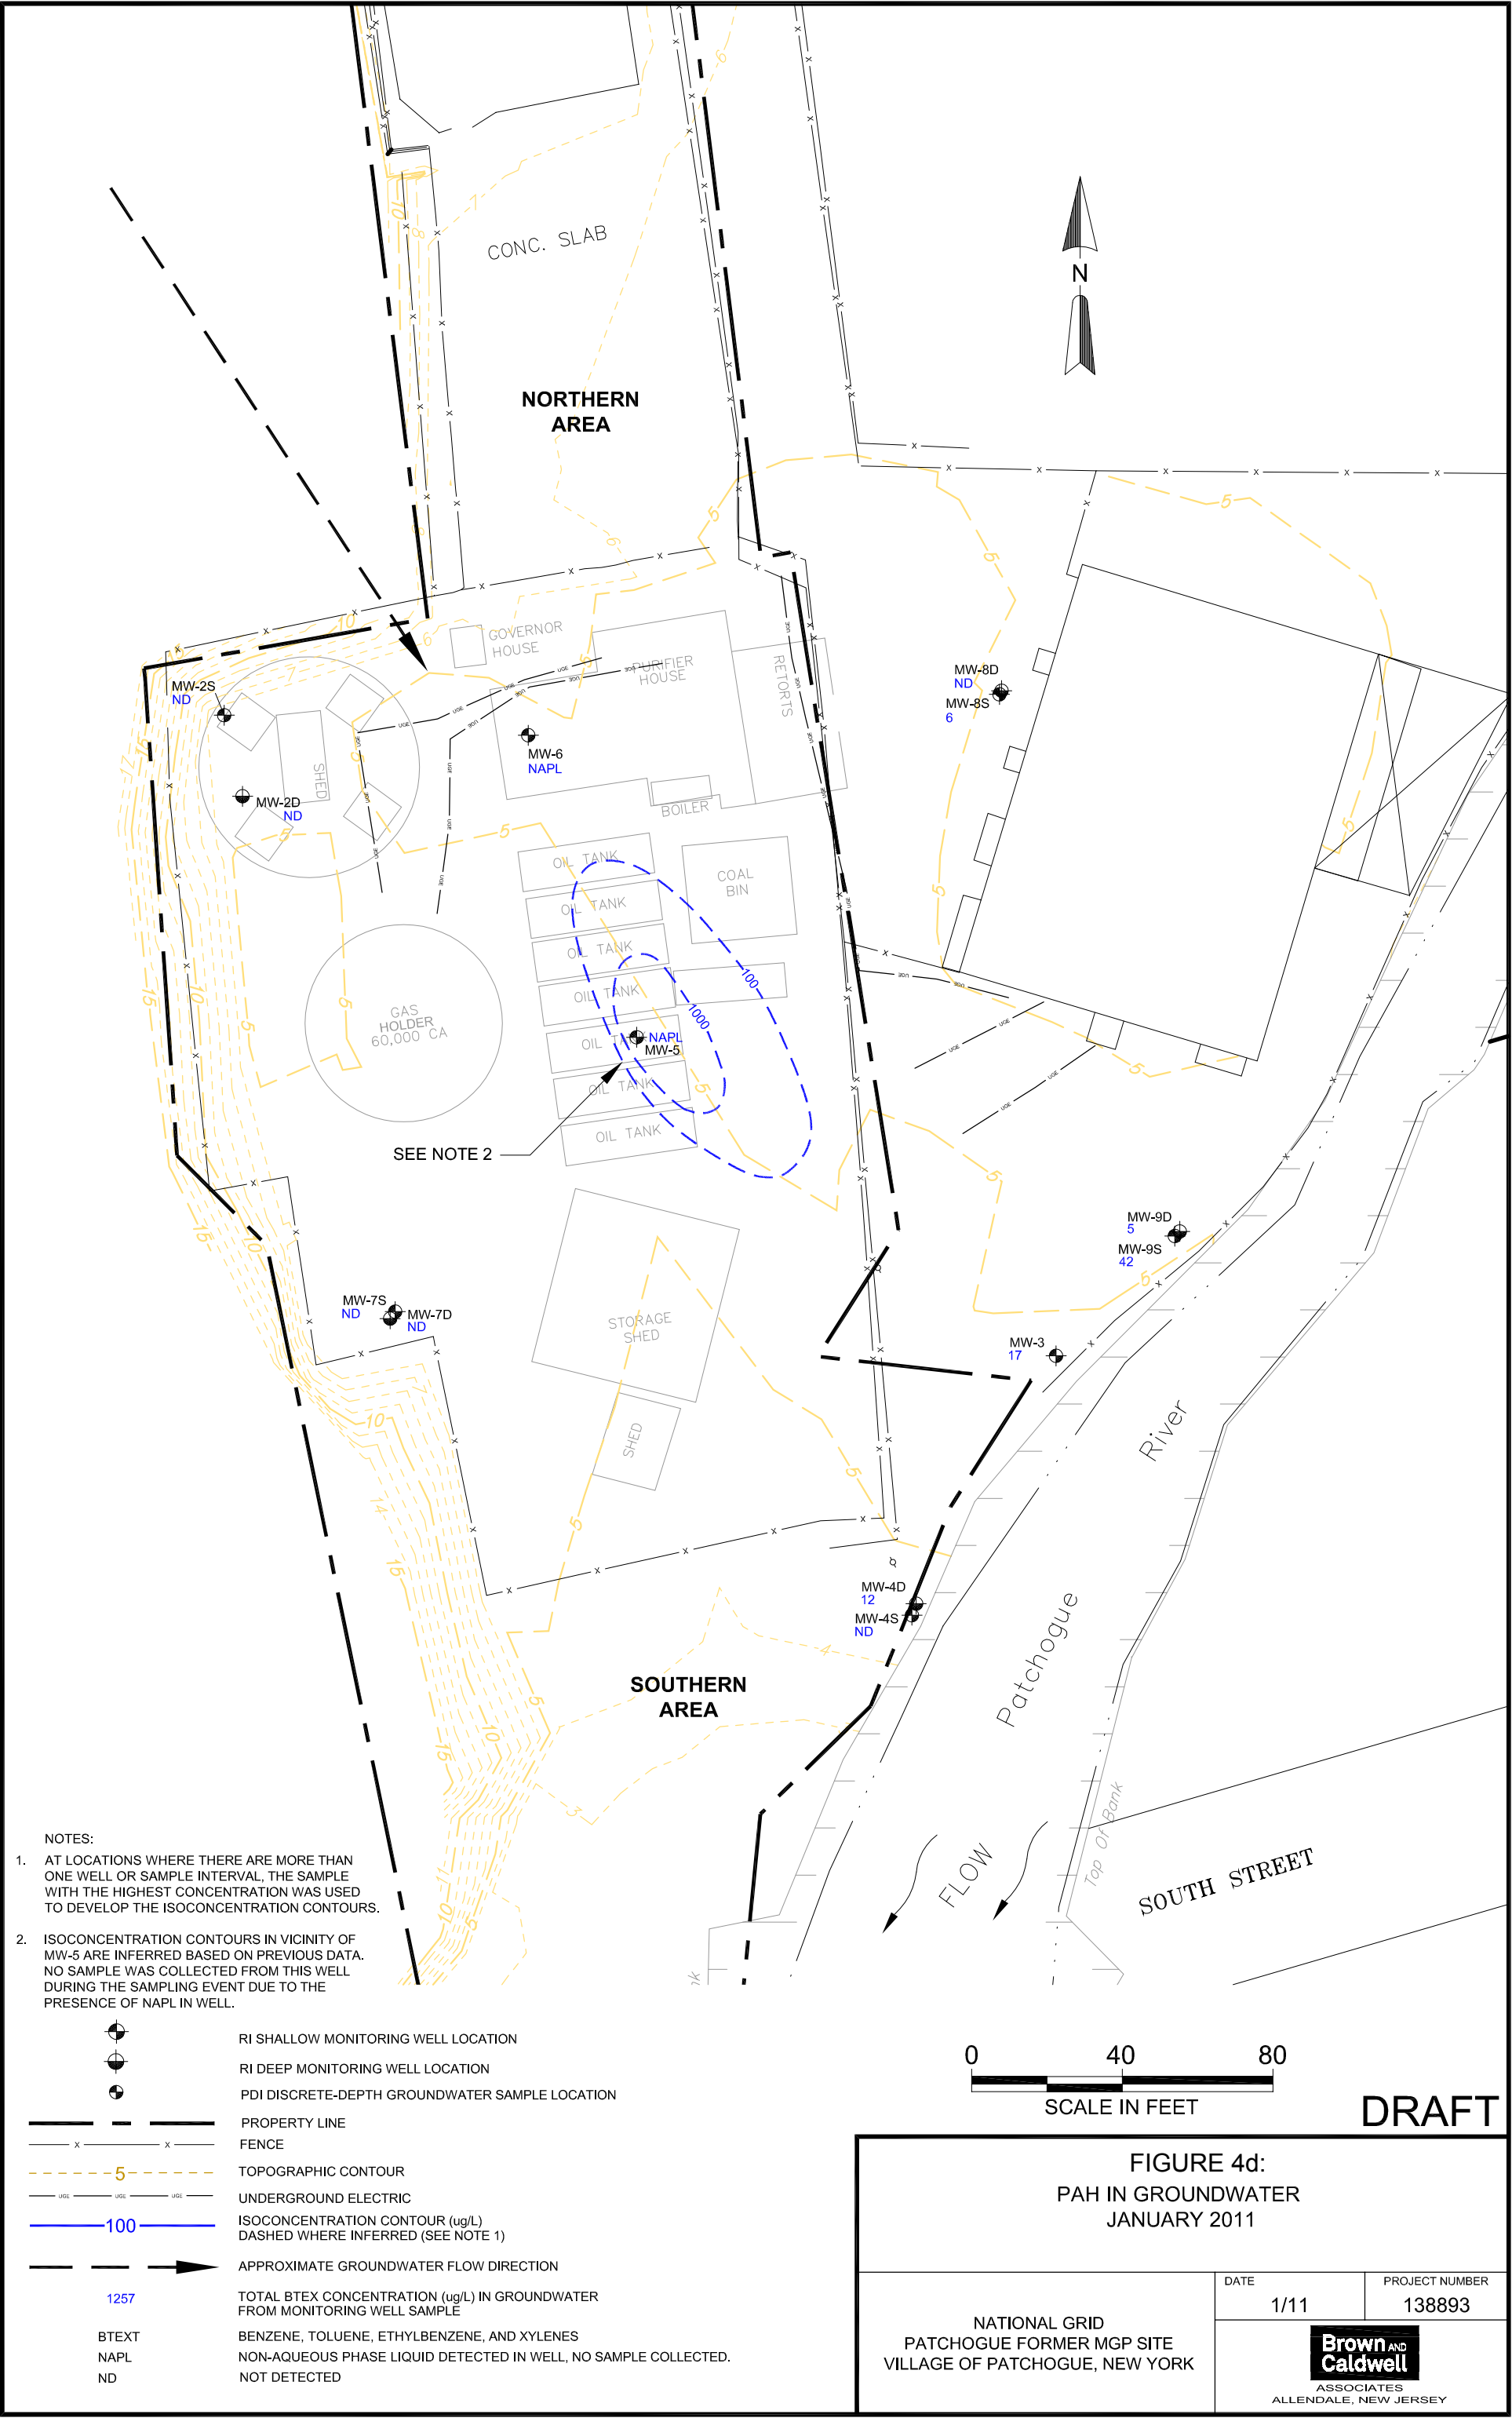 CONC. SLAB
N
NORTHERN
AREA
GOVERNOR
HOUSE
PURIFIER
HOUSE
RETORTS
MW-2S
ND
SHED
MW-2D
ND
MW-6
NAPL
BOILER
MW-8D
ND
MW-8S
6
OIL TANK
OIL TANK
OIL TANK
OIL TANK
OIL TANK
OIL TANK
OIL TANK
COAL
BIN
100
1000
NAPL
MW-5
GAS
HOLDER
60,000 CA
SEE NOTE 2
MW-9D
5
MW-9S
42
MW-7S
ND
MW-7D
ND
STORAGE
SHED
SHED
MW-3
17
MW-4D
12
MW-4S
ND
SOUTHERN
AREA
Patchogue River
FLOW
Top Of Bank
SOUTH STREET
NOTES:
1. AT LOCATIONS WHERE THERE ARE MORE THAN
ONE WELL OR SAMPLE INTERVAL, THE SAMPLE
WITH THE HIGHEST CONCENTRATION WAS USED
TO DEVELOP THE ISOCONCENTRATION CONTOURS.
2. ISOCONCENTRATION CONTOURS IN VICINITY OF
MW-5 ARE INFERRED BASED ON PREVIOUS DATA.
NO SAMPLE WAS COLLECTED FROM THIS WELL
DURING THE SAMPLING EVENT DUE TO THE
PRESENCE OF NAPL IN WELL.
RI SHALLOW MONITORING WELL LOCATION
RI DEEP MONITORING WELL LOCATION
PDI DISCRETE-DEPTH GROUNDWATER SAMPLE LOCATION
PROPERTY LINE
X X FENCE
5 TOPOGRAPHIC CONTOUR
UGE UGE UGE UNDERGROUND ELECTRIC
100 ISOCONCENTRATION CONTOUR (ug/L)
DASHED WHERE INFERRED (SEE NOTE 1)
APPROXIMATE GROUNDWATER FLOW DIRECTION
1257 TOTAL BTEX CONCENTRATION (ug/L) IN GROUNDWATER
FROM MONITORING WELL SAMPLE
BTEXT BENZENE, TOLUENE, ETHYLBENZENE, AND XYLENES
NAPL NON-AQUEOUS PHASE LIQUID DETECTED IN WELL, NO SAMPLE COLLECTED.
ND NOT DETECTED
0 40 80
SCALE IN FEET
DRAFT
FIGURE 4d:
PAH IN GROUNDWATER
JANUARY 2011
NATIONAL GRID
PATCHOGUE FORMER MGP SITE
VILLAGE OF PATCHOGUE, NEW YORK
DATE
1/11
PROJECT NUMBER
138893
Brown AND
Caldwell
ASSOCIATES
ALLENDALE, NEW JERSEY